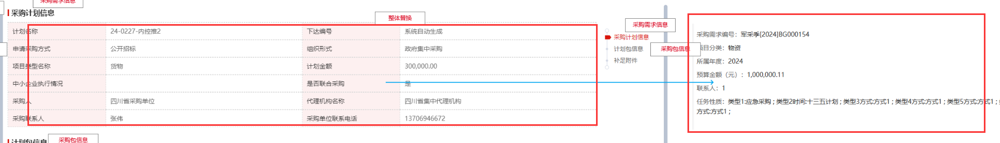 采购需求信息
采购计划信息
整体替换
计划名称 24-0227-内控推2 下达编号 系统自动生成
申请采购方式 公开招标 组织形式 政府集中采购
项目类型名称 货物 计划金额 300,000.00
中小企业执行情况 是否联合采购 是
采购人 四川省采购单位 代理机构名称 四川省集中代理机构
采购联系人 张伟 采购单位联系电话 13706946672
计划包信息
采购包信息
采购需求信息
采购计划信息
计划包信息 采购包信息
补足附件
采购需求编号：军采季[2024]BG000154
项目分类：物资
所属年度：2024
预算金额（元）：1,000,000.11
联系人：1
任务性质：类型1:应急采购；类型2时间:十三五计划；类型3方式:方式1；类型4方式:方式1；类型5方式:方式1；
方式:方式1；